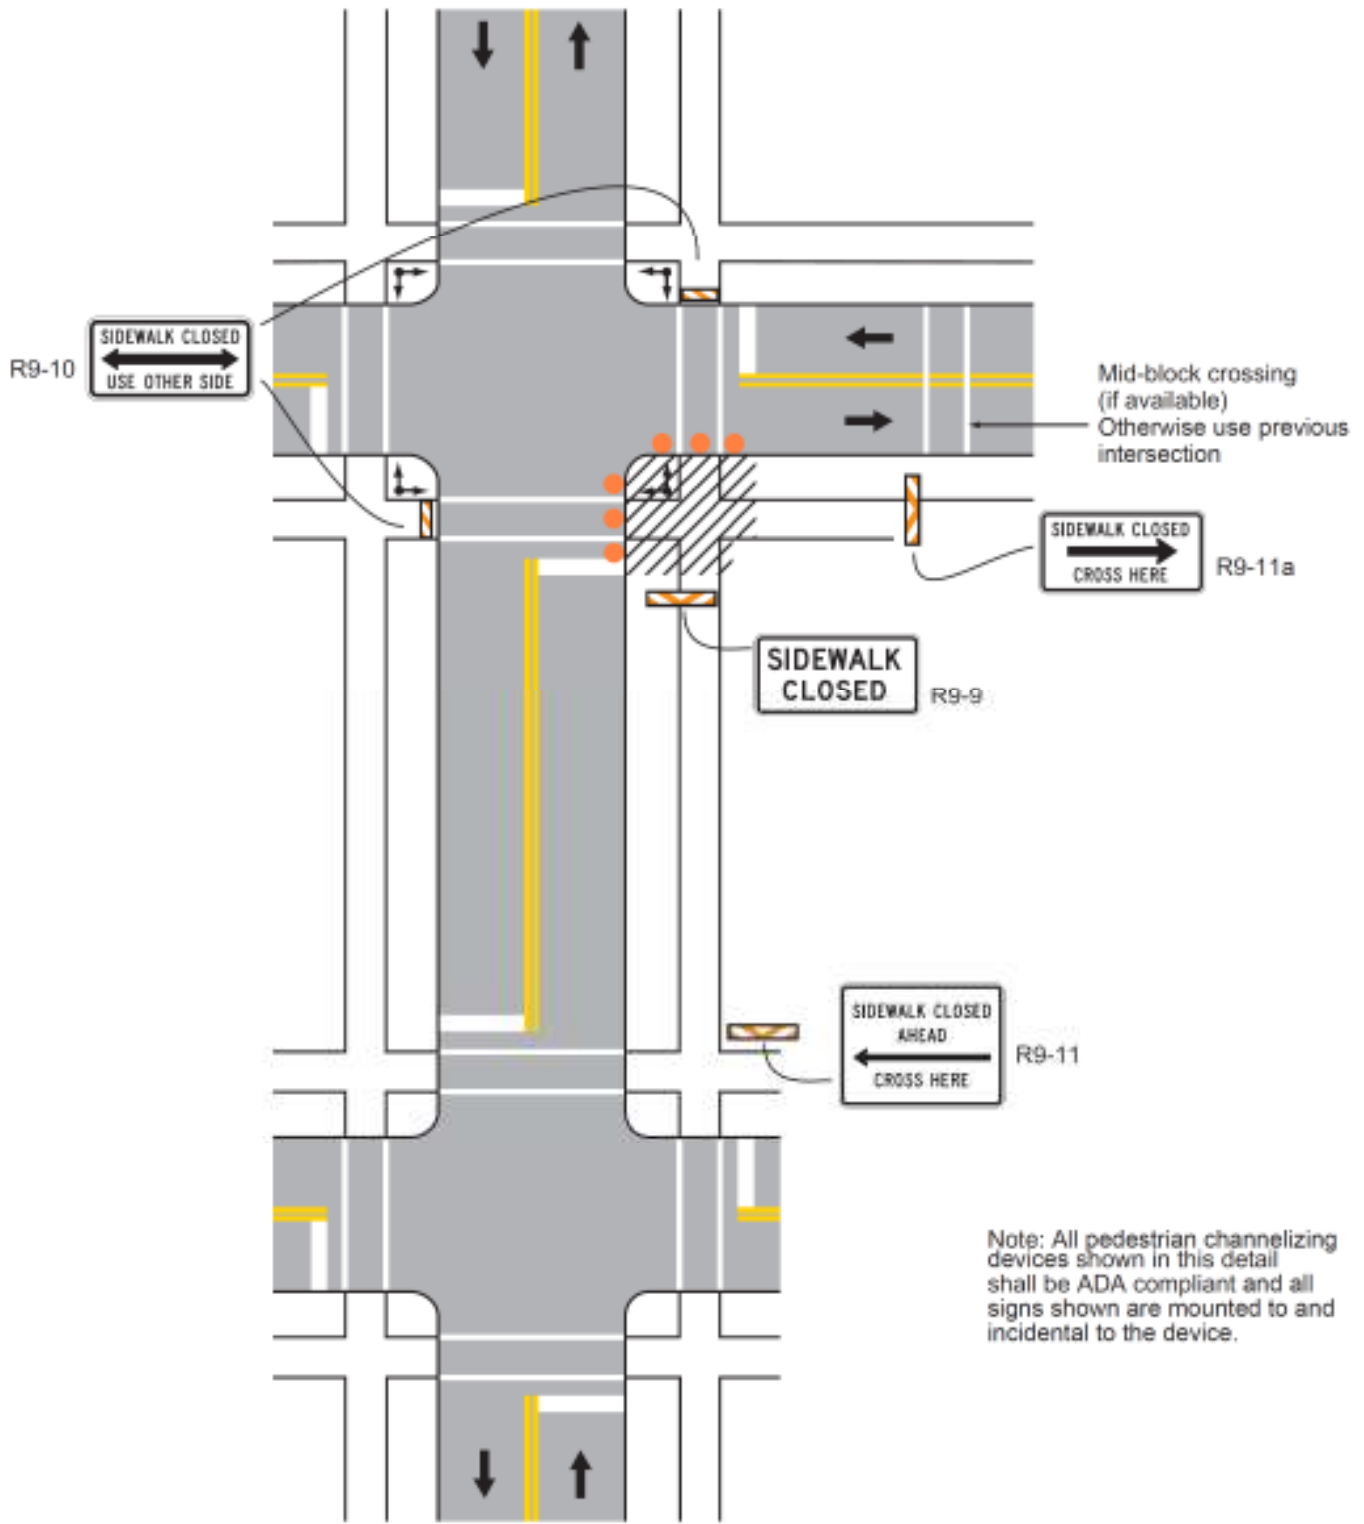 SIDEWALK CLOSED
USE OTHER SIDE
R9-10
Mid-block crossing
(if available)
Otherwise use previous
intersection
SIDEWALK CLOSED
CROSS HERE
R9-11a
SIDEWALK
CLOSED
R9-9
SIDEWALK CLOSED
AHEAD
CROSS HERE
R9-11
Note: All pedestrian channelizing
devices shown in this detail
shall be ADA compliant and all
signs shown are mounted to and
incidental to the device.